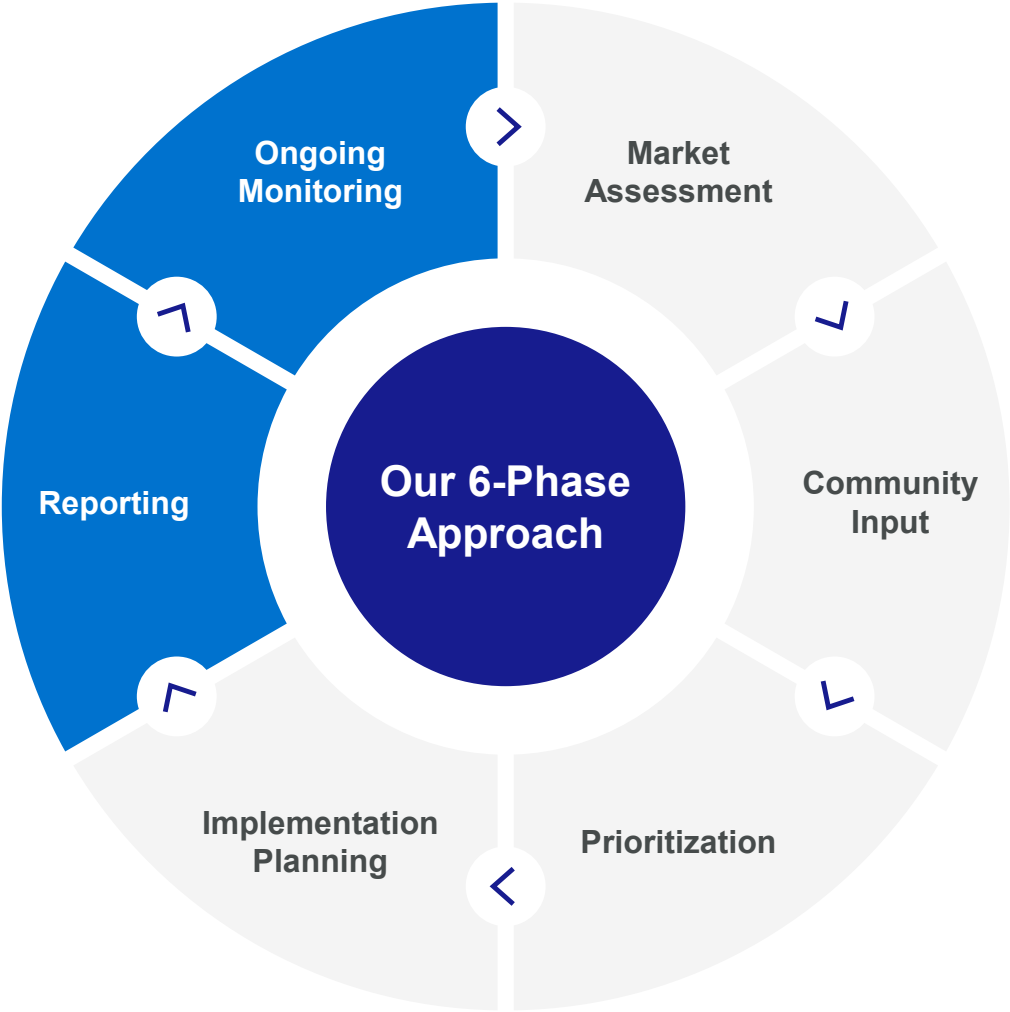 Ongoing
Monitoring
Market
Assessment
Reporting
Our 6-Phase
Approach
Community
Input
Implementation
Planning
Prioritization